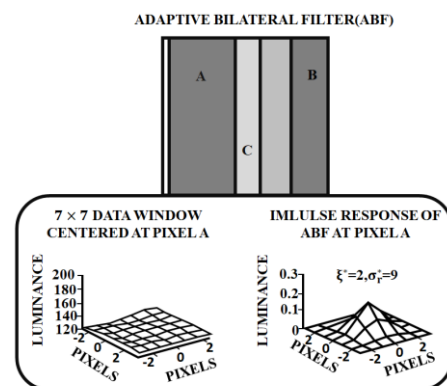 ADAPTIVE BILATERAL FILTER(ABF)
A
B
C
7 × 7 DATA WINDOW
CENTERED AT PIXEL A
IMLULSE RESPONSE OF
ABF AT PIXEL A
LUMINANCE
200
180
160
140
120
-2
0
2
PIXELS
-2
0
2
PIXELS
LUMINANCE
0.3
0.2
0.1
0
ξ*=2,σr*=9
-2
0
2
PIXELS
-2
0
2
PIXELS